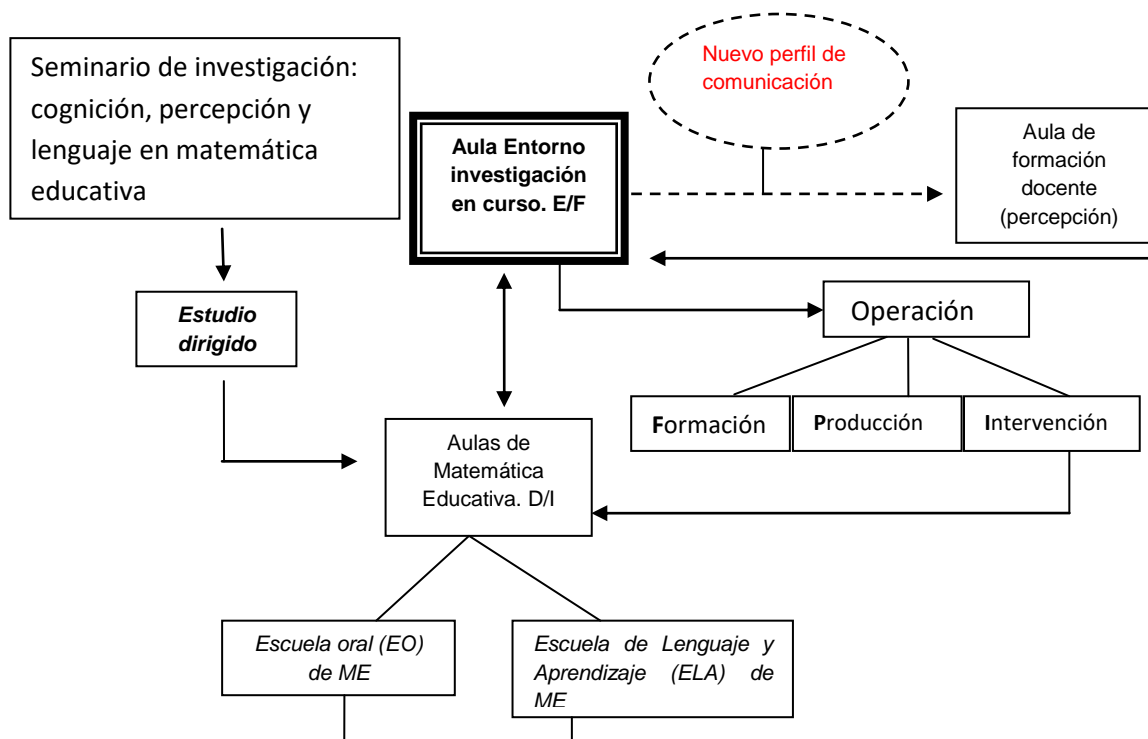 Seminario de investigación:
cognición, percepción y
lenguaje en matemática
educativa
Nuevo perfil de
comunicación
Aula Entorno
investigación
en curso. E/F
Aula de
formación
docente
(percepción)
Estudio
dirigido
Operación
Formación
Producción
Intervención
Aulas de
Matemática
Educativa. D/I
Escuela oral (EO)
de ME
Escuela de Lenguaje y
Aprendizaje (ELA) de
ME